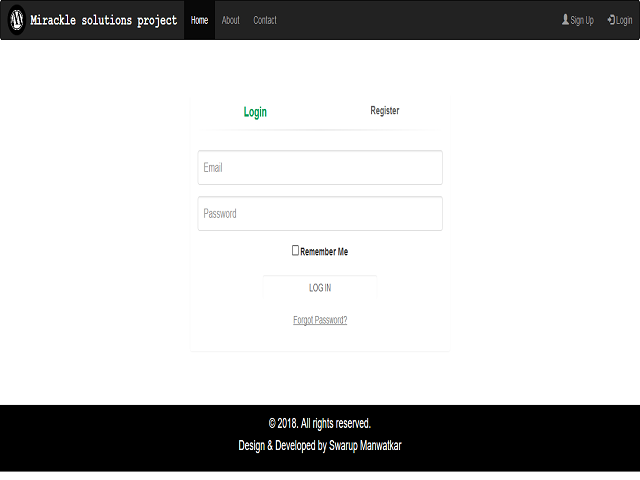 Mirackle solutions project Home About Contact Sign Up Login
Login Register
Email
Password
Remember Me
LOG IN
Forgot Password?
© 2018. All rights reserved.
Design & Developed by Swarup Manwatkar